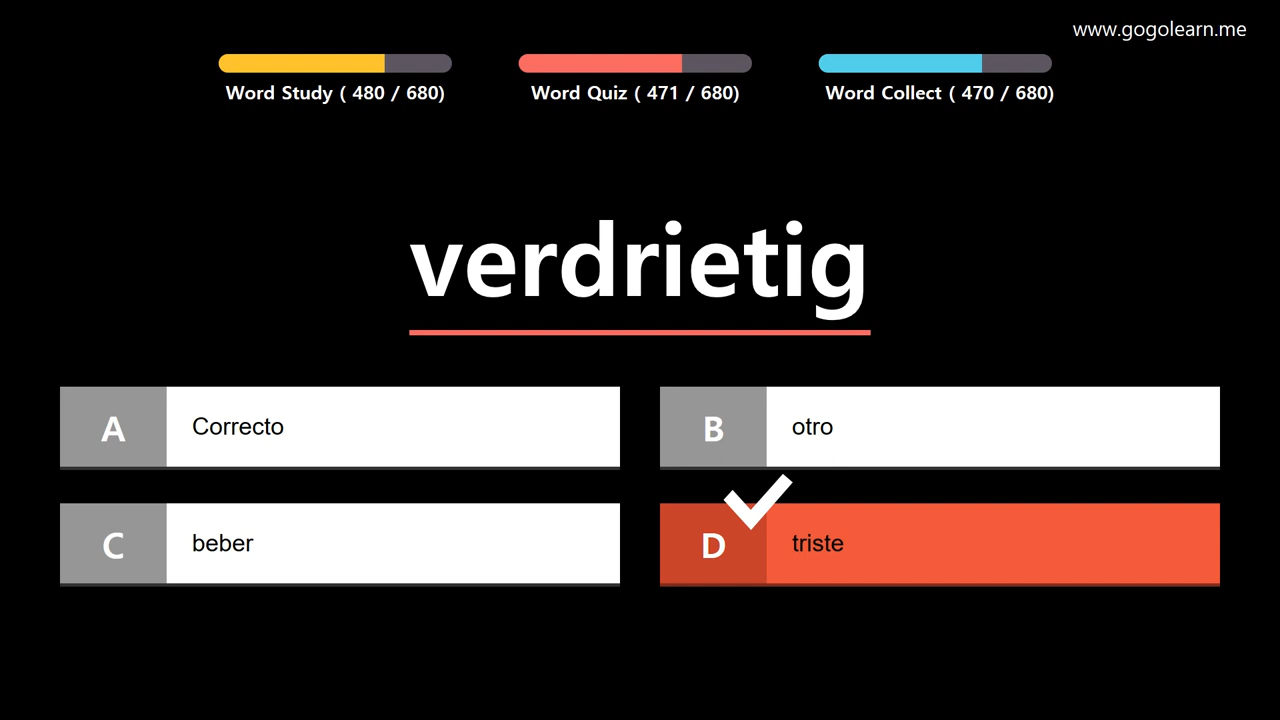 www.gogolearn.me
Word Study ( 480 / 680)
Word Quiz ( 471 / 680)
Word Collect ( 470 / 680)
verdrietig
A Correcto
B otro
C beber
D triste